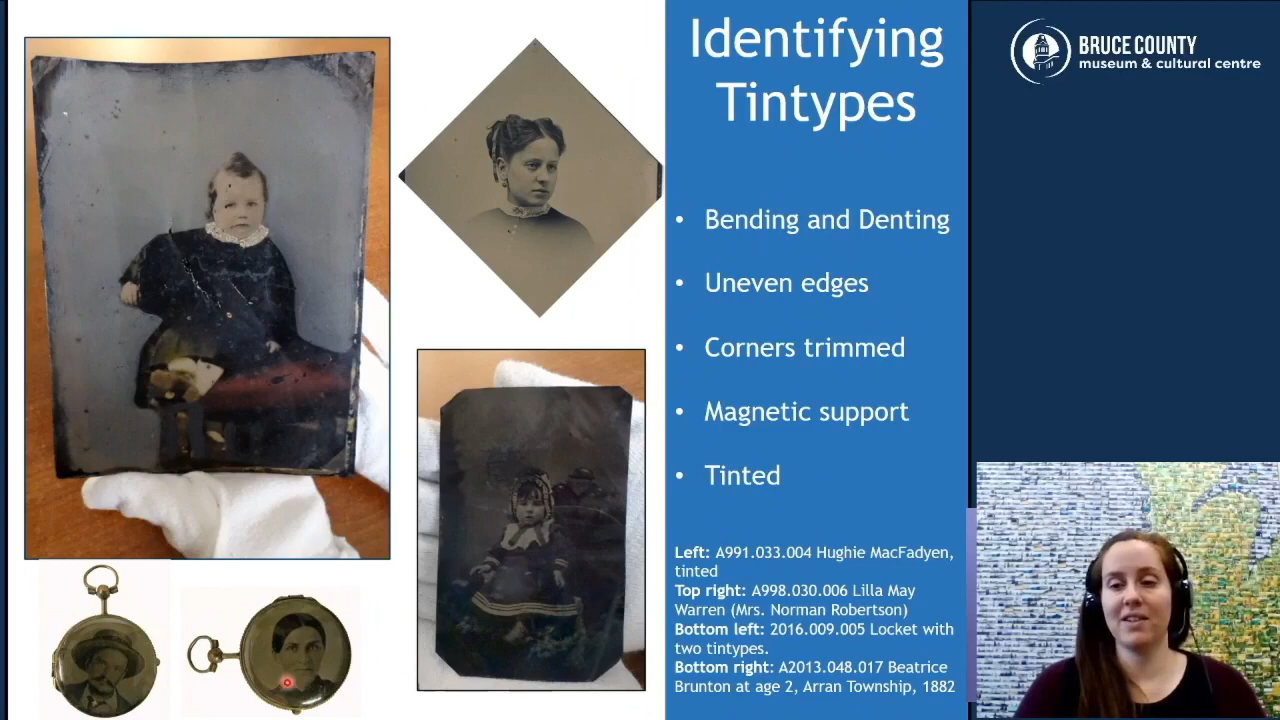 Identifying
Tintypes
• Bending and Denting
• Uneven edges
• Corners trimmed
• Magnetic support
• Tinted
Left: A991.033.004 Hughie MacFadyen,
tinted
Top right: A998.030.006 Lilla May
Warren (Mrs. Norman Robertson)
Bottom left: 2016.009.005 Locket with
two tintypes.
Bottom right: A2013.048.017 Beatrice
Brunton at age 2, Arran Township, 1882
BRUCE COUNTY
museum & cultural centre